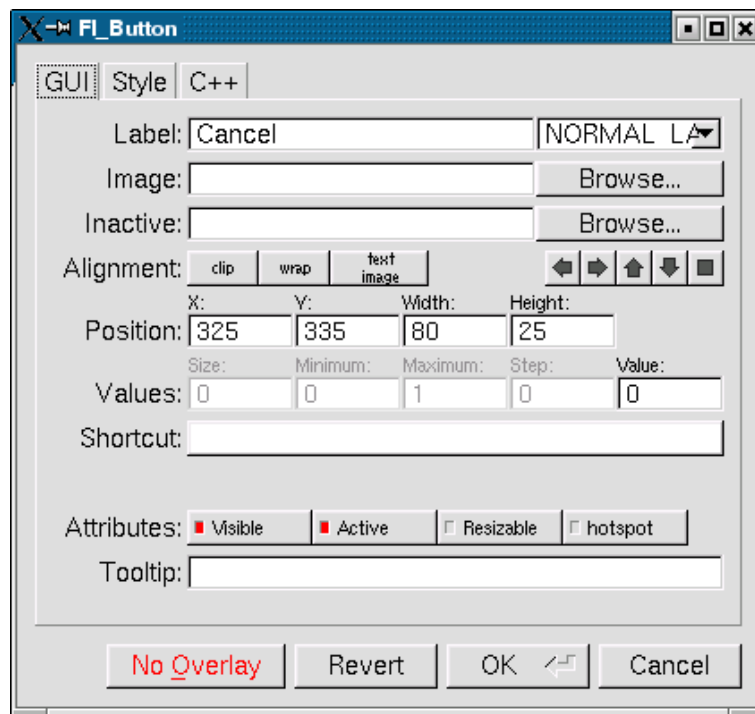 Fl_Button
GUI Style C++
Label: Cancel NORMAL LA
Image: Browse...
Inactive: Browse...
Alignment: clip wrap text image
X: Y: Width: Height:
Position: 325 335 80 25
Size: Minimum: Maximum: Step: Value:
Values: 0 0 1 0 0
Shortcut:
Attributes: Visible Active Resizable hotspot
Tooltip:
No Overlay Revert OK Cancel